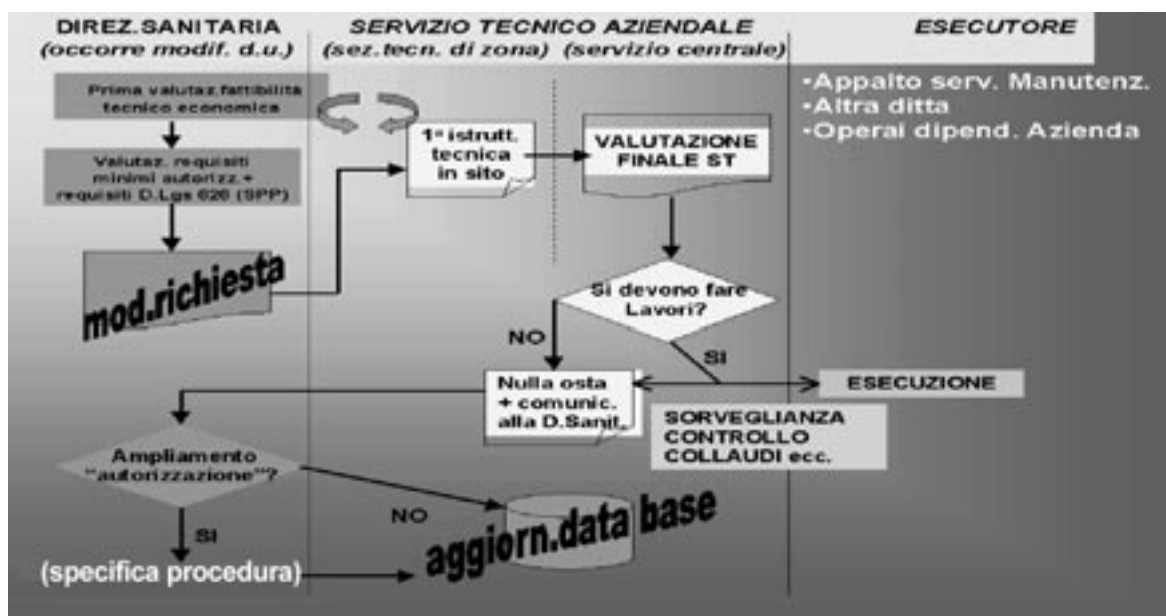 DIREZ.SANITARIA
(occorre modif. d.u.)
SERVIZIO TECNICO AZIENDALE
(sez.tecn. di zona) (servizio centrale)
ESECUTORE
•Appalto serv. Manutenz.
•Altra ditta
•Operai dipend. Azienda
Prima valutaz.fattibilità
tecnico economica
Valutaz. requisiti
minimi autorizz.+
requisiti D.Lgs 626 (SPP)
mod.richiesta
1ª istrutt.
tecnica
in sito
VALUTAZIONE
FINALE ST
Si devono fare
Lavori?
NO
SI
Nulla osta
+ comunic.
alla D.Sanit.
ESECUZIONE
SORVEGLIANZA
CONTROLLO
COLLAUDI ecc.
Ampliamento
"autorizzazione"?
NO
SI
aggiorn.data base
(specifica procedura)